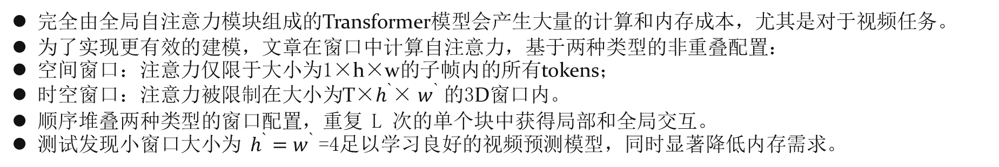 ● 完全由全局自注意力模块组成的Transformer模型会产生大量的计算和内存成本，尤其是对于视频任务。
● 为了实现更有效的建模，文章在窗口中计算自注意力，基于两种类型的非重叠配置：
● 空间窗口：注意力仅限于大小为1×h×w的子帧内的所有tokens；
● 时空窗口：注意力被限制在大小为T×h`× w` 的3D窗口内。
● 顺序堆叠两种类型的窗口配置，重复 L 次的单个块中获得局部和全局交互。
● 测试发现小窗口大小为 h` = w` =4足以学习良好的视频预测模型，同时显著降低内存需求。